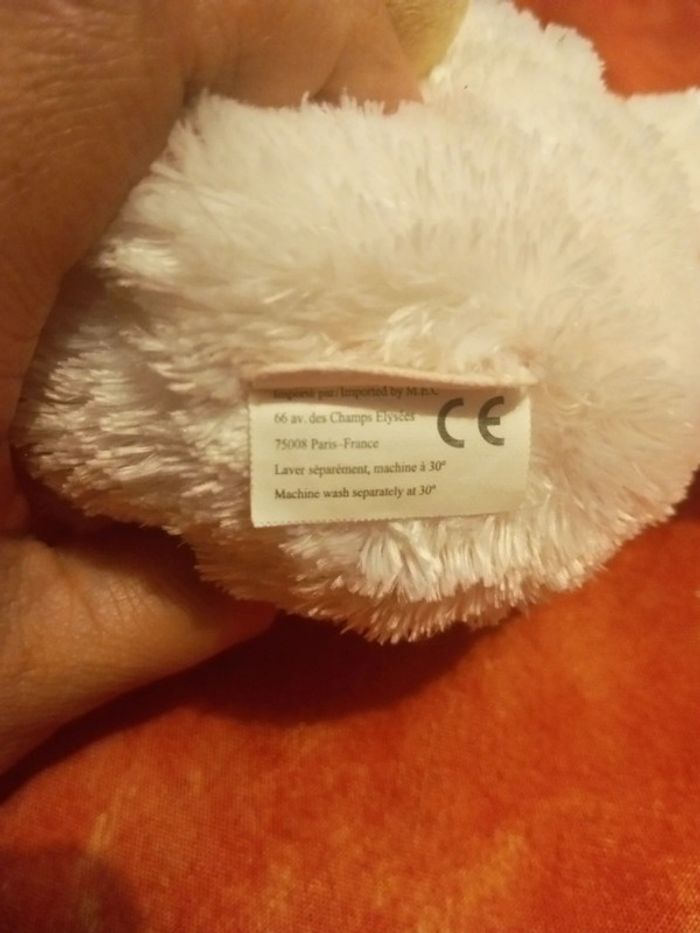 Importé par/Imported by
66 av. des Champs Elysées
75008 Paris-France
Laver séparément, machine à 30°
Machine wash separately at 30°
CE